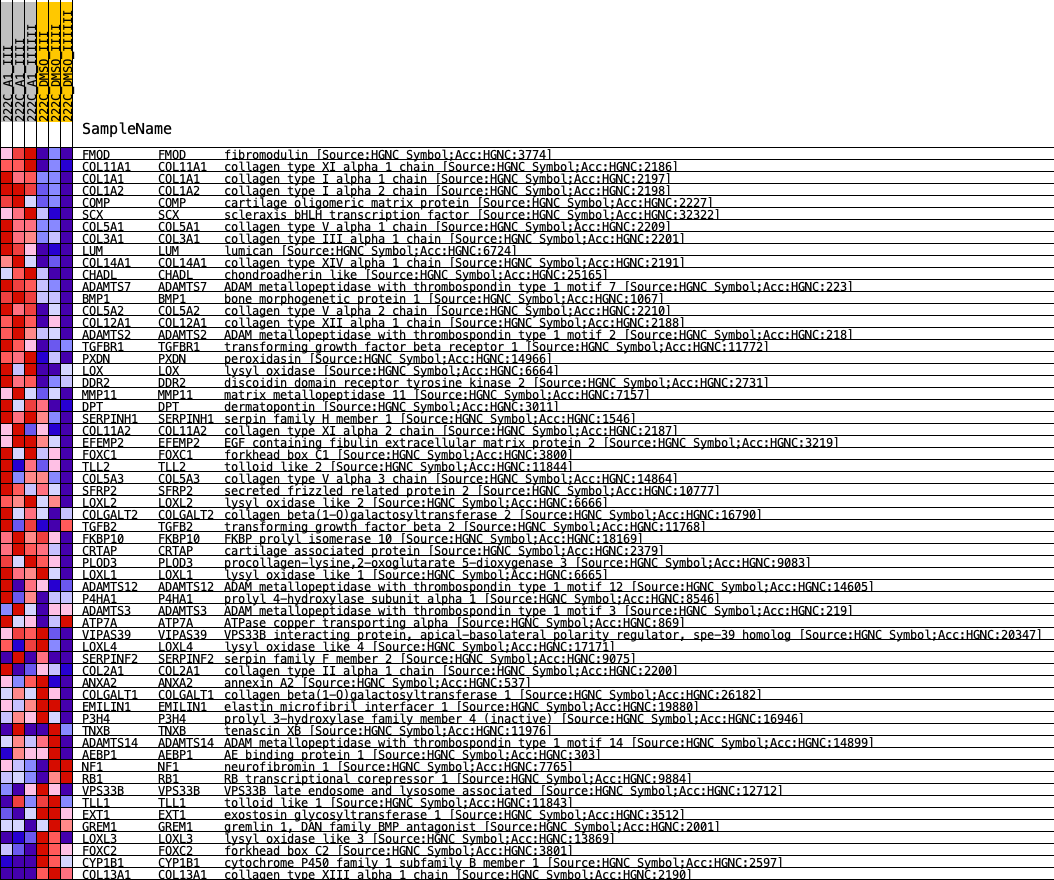 222C_A1_III
222C_A1_IIII
222C_A1_IIIIII
222C_DMSO_III
222C_DMSO_IIII
222C_DMSO_IIIIII
SampleName
FMOD FMOD fibromodulin [Source:HGNC Symbol;Acc:HGNC:3774]
COL11A1 COL11A1 collagen type XI alpha 1 chain [Source:HGNC Symbol;Acc:HGNC:2186]
COL1A1 COL1A1 collagen type I alpha 1 chain [Source:HGNC Symbol;Acc:HGNC:2197]
COL1A2 COL1A2 collagen type I alpha 2 chain [Source:HGNC Symbol;Acc:HGNC:2198]
COMP COMP cartilage oligomeric matrix protein [Source:HGNC Symbol;Acc:HGNC:2227]
SCX SCX scleraxis bHLH transcription factor [Source:HGNC Symbol;Acc:HGNC:32322]
COL5A1 COL5A1 collagen type V alpha 1 chain [Source:HGNC Symbol;Acc:HGNC:2209]
COL3A1 COL3A1 collagen type III alpha 1 chain [Source:HGNC Symbol;Acc:HGNC:2201]
LUM LUM lumican [Source:HGNC Symbol;Acc:HGNC:6724]
COL14A1 COL14A1 collagen type XIV alpha 1 chain [Source:HGNC Symbol;Acc:HGNC:2191]
CHADL CHADL chondroadherin like [Source:HGNC Symbol;Acc:HGNC:25165]
ADAMTS7 ADAMTS7 ADAM metallopeptidase with thrombospondin type 1 motif 7 [Source:HGNC Symbol;Acc:HGNC:223]
BMP1 BMP1 bone morphogenetic protein 1 [Source:HGNC Symbol;Acc:HGNC:1067]
COL5A2 COL5A2 collagen type V alpha 2 chain [Source:HGNC Symbol;Acc:HGNC:2210]
COL12A1 COL12A1 collagen type XII alpha 1 chain [Source:HGNC Symbol;Acc:HGNC:2188]
ADAMTS2 ADAMTS2 ADAM metallopeptidase with thrombospondin type 1 motif 2 [Source:HGNC Symbol;Acc:HGNC:218]
TGFBR1 TGFBR1 transforming growth factor beta receptor 1 [Source:HGNC Symbol;Acc:HGNC:11772]
PXDN PXDN peroxidasin [Source:HGNC Symbol;Acc:HGNC:14966]
LOX LOX lysyl oxidase [Source:HGNC Symbol;Acc:HGNC:6664]
DDR2 DDR2 discoidin domain receptor tyrosine kinase 2 [Source:HGNC Symbol;Acc:HGNC:2731]
MMP11 MMP11 matrix metallopeptidase 11 [Source:HGNC Symbol;Acc:HGNC:7157]
DPT DPT dermatopontin [Source:HGNC Symbol;Acc:HGNC:3011]
SERPINH1 SERPINH1 serpin family H member 1 [Source:HGNC Symbol;Acc:HGNC:1546]
COL11A2 COL11A2 collagen type XI alpha 2 chain [Source:HGNC Symbol;Acc:HGNC:2187]
EFEMP2 EFEMP2 EGF containing fibulin extracellular matrix protein 2 [Source:HGNC Symbol;Acc:HGNC:3219]
FOXC1 FOXC1 forkhead box C1 [Source:HGNC Symbol;Acc:HGNC:3800]
TLL2 TLL2 tolloid like 2 [Source:HGNC Symbol;Acc:HGNC:11844]
COL5A3 COL5A3 collagen type V alpha 3 chain [Source:HGNC Symbol;Acc:HGNC:14864]
SFRP2 SFRP2 secreted frizzled related protein 2 [Source:HGNC Symbol;Acc:HGNC:10777]
LOXL2 LOXL2 lysyl oxidase like 2 [Source:HGNC Symbol;Acc:HGNC:6666]
COLGALT2 COLGALT2 collagen beta(1-O)galactosyltransferase 2 [Source:HGNC Symbol;Acc:HGNC:16790]
TGFB2 TGFB2 transforming growth factor beta 2 [Source:HGNC Symbol;Acc:HGNC:11768]
FKBP10 FKBP10 FKBP prolyl isomerase 10 [Source:HGNC Symbol;Acc:HGNC:18169]
CRTAP CRTAP cartilage associated protein [Source:HGNC Symbol;Acc:HGNC:2379]
PLOD3 PLOD3 procollagen-lysine,2-oxoglutarate 5-dioxygenase 3 [Source:HGNC Symbol;Acc:HGNC:9083]
LOXL1 LOXL1 lysyl oxidase like 1 [Source:HGNC Symbol;Acc:HGNC:6665]
ADAMTS12 ADAMTS12 ADAM metallopeptidase with thrombospondin type 1 motif 12 [Source:HGNC Symbol;Acc:HGNC:14605]
P4HA1 P4HA1 prolyl 4-hydroxylase subunit alpha 1 [Source:HGNC Symbol;Acc:HGNC:8546]
ADAMTS3 ADAMTS3 ADAM metallopeptidase with thrombospondin type 1 motif 3 [Source:HGNC Symbol;Acc:HGNC:219]
ATP7A ATP7A ATPase copper transporting alpha [Source:HGNC Symbol;Acc:HGNC:869]
VIPAS39 VIPAS39 VPS33B interacting protein, apical-basolateral polarity regulator, spe-39 homolog [Source:HGNC Symbol;Acc:HGNC:20347]
LOXL4 LOXL4 lysyl oxidase like 4 [Source:HGNC Symbol;Acc:HGNC:17171]
SERPINF2 SERPINF2 serpin family F member 2 [Source:HGNC Symbol;Acc:HGNC:9075]
COL2A1 COL2A1 collagen type II alpha 1 chain [Source:HGNC Symbol;Acc:HGNC:2200]
ANXA2 ANXA2 annexin A2 [Source:HGNC Symbol;Acc:HGNC:537]
COLGALT1 COLGALT1 collagen beta(1-O)galactosyltransferase 1 [Source:HGNC Symbol;Acc:HGNC:26182]
EMILIN1 EMILIN1 elastin microfibril interfacer 1 [Source:HGNC Symbol;Acc:HGNC:19880]
P3H4 P3H4 prolyl 3-hydroxylase family member 4 (inactive) [Source:HGNC Symbol;Acc:HGNC:16946]
TNXB TNXB tenascin XB [Source:HGNC Symbol;Acc:HGNC:11976]
ADAMTS14 ADAMTS14 ADAM metallopeptidase with thrombospondin type 1 motif 14 [Source:HGNC Symbol;Acc:HGNC:14899]
AEBP1 AEBP1 AE binding protein 1 [Source:HGNC Symbol;Acc:HGNC:303]
NF1 NF1 neurofibromin 1 [Source:HGNC Symbol;Acc:HGNC:7765]
RB1 RB1 RB transcriptional corepressor 1 [Source:HGNC Symbol;Acc:HGNC:9884]
VPS33B VPS33B VPS33B late endosome and lysosome associated [Source:HGNC Symbol;Acc:HGNC:12712]
TLL1 TLL1 tolloid like 1 [Source:HGNC Symbol;Acc:HGNC:11843]
EXT1 EXT1 exostosin glycosyltransferase 1 [Source:HGNC Symbol;Acc:HGNC:3512]
GREM1 GREM1 gremlin 1, DAN family BMP antagonist [Source:HGNC Symbol;Acc:HGNC:2001]
LOXL3 LOXL3 lysyl oxidase like 3 [Source:HGNC Symbol;Acc:HGNC:13869]
FOXC2 FOXC2 forkhead box C2 [Source:HGNC Symbol;Acc:HGNC:3801]
CYP1B1 CYP1B1 cytochrome P450 family 1 subfamily B member 1 [Source:HGNC Symbol;Acc:HGNC:2597]
COL13A1 COL13A1 collagen type XIII alpha 1 chain [Source:HGNC Symbol;Acc:HGNC:2190]